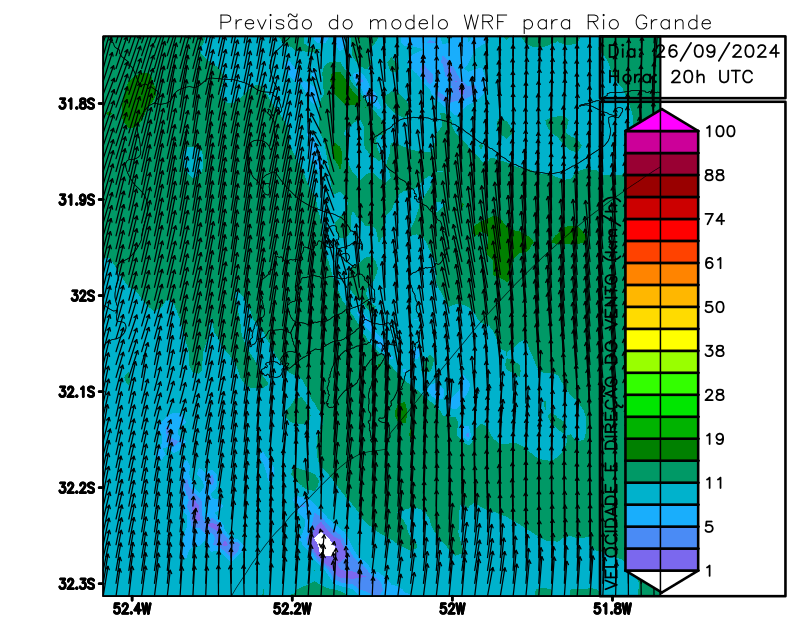 Previsão do modelo WRF para Rio Grande
Dia: 26/09/2024
Hora: 20h UTC
31.8S
31.9S
32S
32.1S
32.2S
32.3S
52.4W
52.2W
52W
51.8W
VELOCIDADE E DIREÇÃO DO VENTO (km/h)
100
88
74
61
50
38
28
19
11
5
1